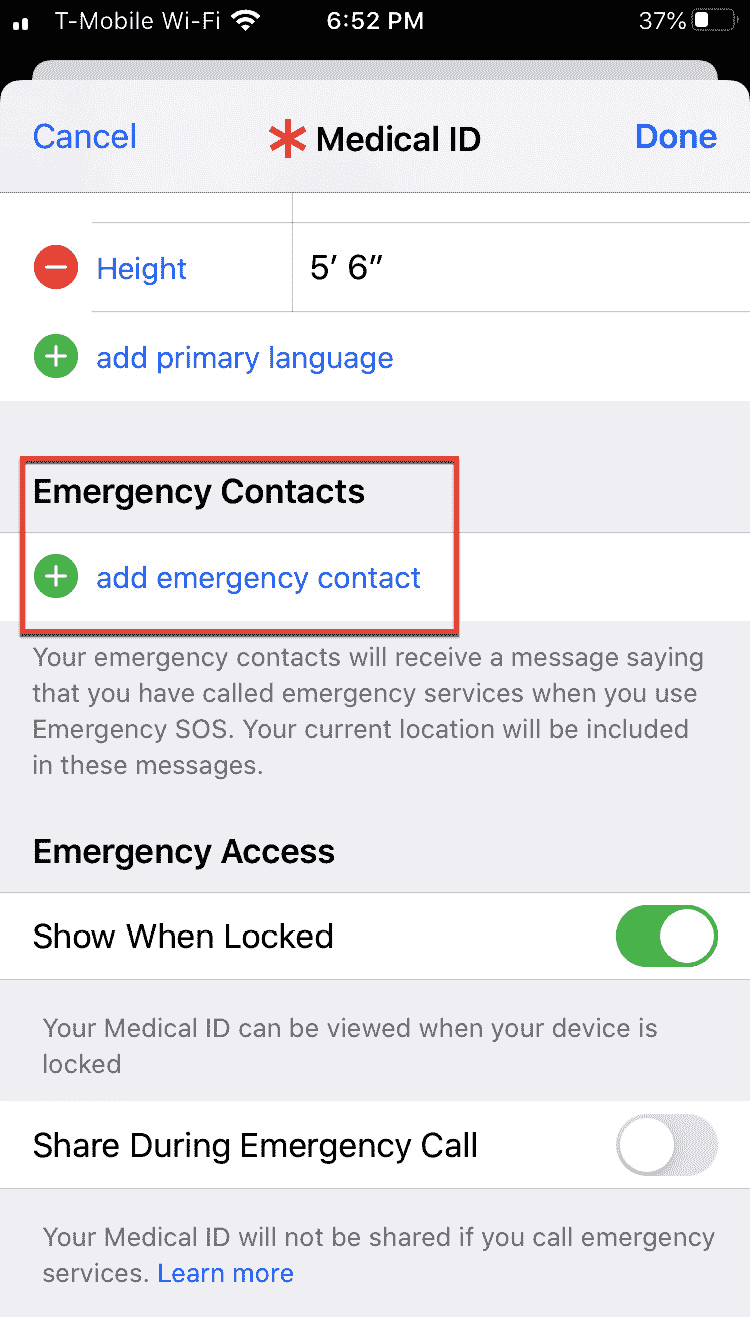 T-Mobile Wi-Fi 6:52 PM 37%
Cancel Medical ID Done
Height 5′ 6″
add primary language
Emergency Contacts
add emergency contact
Your emergency contacts will receive a message saying
that you have called emergency services when you use
Emergency SOS. Your current location will be included
in these messages.
Emergency Access
Show When Locked
Your Medical ID can be viewed when your device is
locked
Share During Emergency Call
Your Medical ID will not be shared if you call emergency
services. Learn more